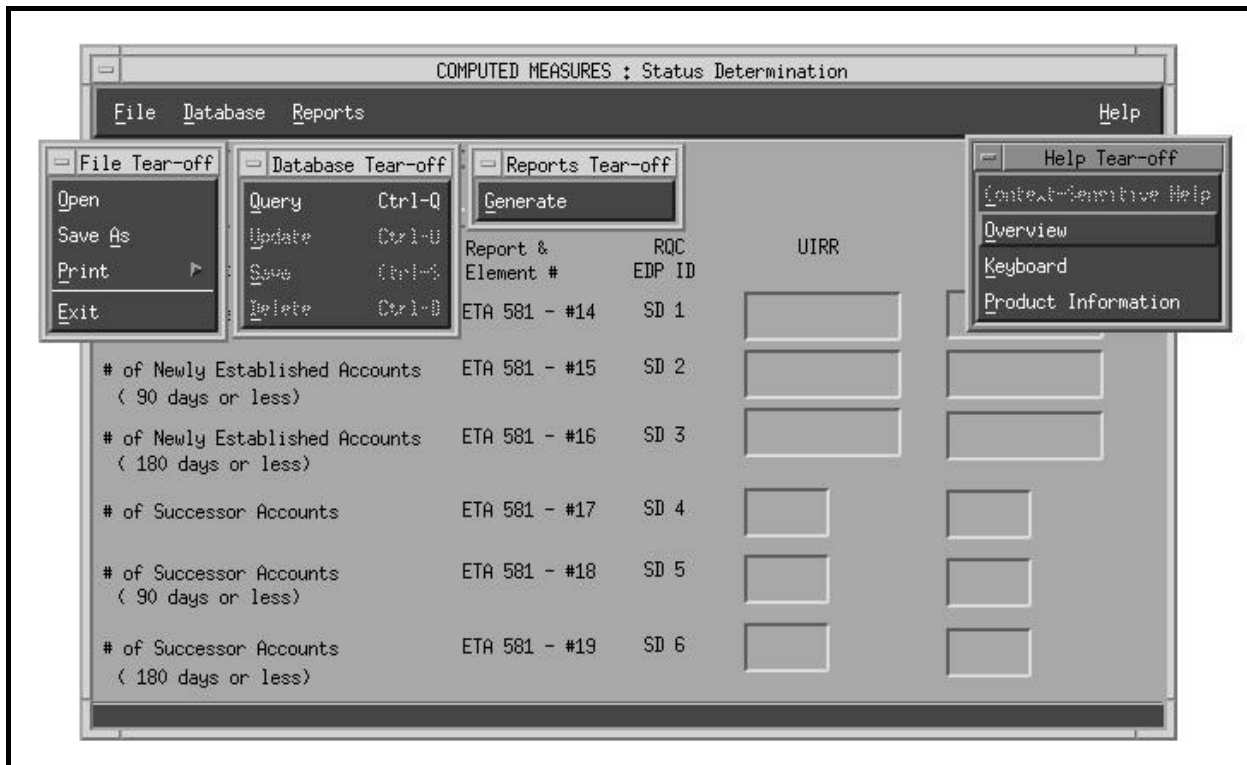 COMPUTED MEASURES : Status Determination
File Database Reports Help
File Tear-off
Open
Save As
Print
Exit
Database Tear-off
Query Ctrl-Q
Update Ctrl-U
Save Ctrl-S
Delete Ctrl-D
Reports Tear-off
Generate
Help Tear-off
Context-Sensitive Help
Overview
Keyboard
Product Information
Report & RQC UIRR
Element # EDP ID
ETA 581 - #14 SD 1
# of Newly Established Accounts ETA 581 - #15 SD 2
( 90 days or less)
# of Newly Established Accounts ETA 581 - #16 SD 3
( 180 days or less)
# of Successor Accounts ETA 581 - #17 SD 4
# of Successor Accounts ETA 581 - #18 SD 5
( 90 days or less)
# of Successor Accounts ETA 581 - #19 SD 6
( 180 days or less)